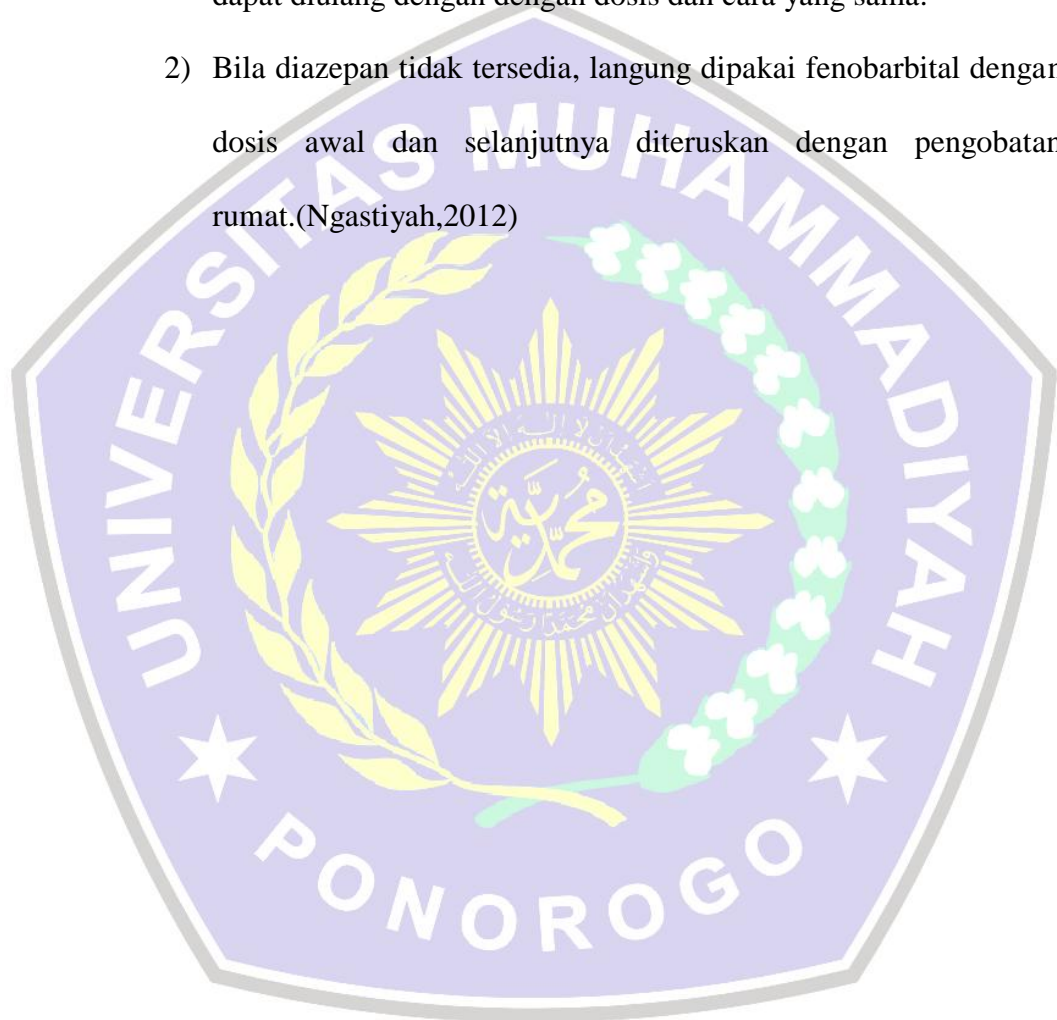 dapat diulang dengan dengan dosis dan cara yang sama.
2) Bila diazepan tidak tersedia, langung dipakai fenobarbital dengan
dosis awal dan selanjutnya diteruskan dengan pengobatan
rumat.(Ngastiyah,2012)
UNIVERSITAS MUHAMMADIYAH
PONOROGO
محمدية